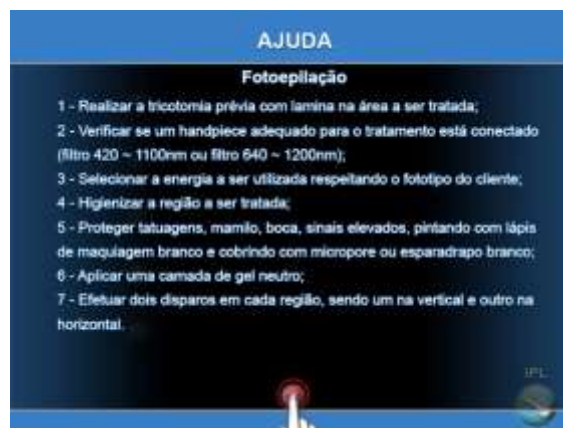 AJUDA
Fotoepilação
1 - Realizar a tricotomia prévia com lamina na área a ser tratada;
2 - Verificar se um handpiece adequado para o tratamento está conectado
(filtro 420 ~ 1100nm ou filtro 640 ~ 1200nm);
3 - Selecionar a energia a ser utilizada respeitando o fototipo do cliente;
4 - Higienizar a região a ser tratada;
5 - Proteger tatuagens, mamilo, boca, sinais elevados, pintando com lápis
de maquiagem branco e cobrindo com micropore ou esparadrapo branco;
6 - Aplicar uma camada de gel neutro;
7 - Efetuar dois disparos em cada região, sendo um na vertical e outro na
horizontal.
IPL